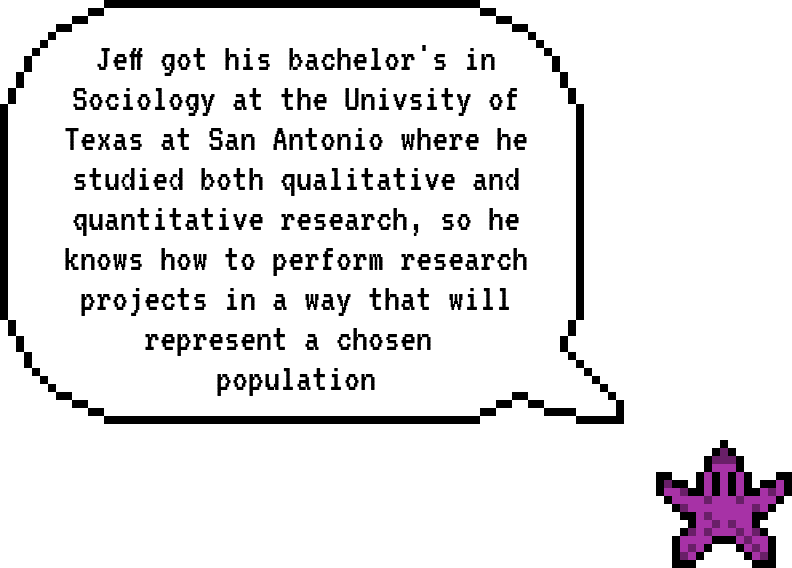 Jeff got his bachelor's in
Sociology at the Univsity of
Texas at San Antonio where he
studied both qualitative and
quantitative research, so he
knows how to perform research
projects in a way that will
represent a chosen
population